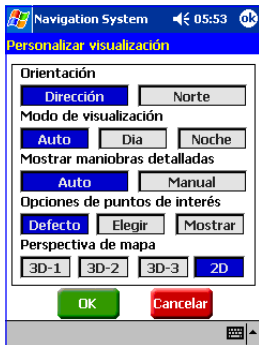 Navigation System 05:53 ok
Personalizar visualización
Orientación
Dirección Norte
Modo de visualización
Auto Dia Noche
Mostrar maniobras detalladas
Auto Manual
Opciones de puntos de interés
Defecto Elegir Mostrar
Perspectiva de mapa
3D-1 3D-2 3D-3 2D
OK Cancelar